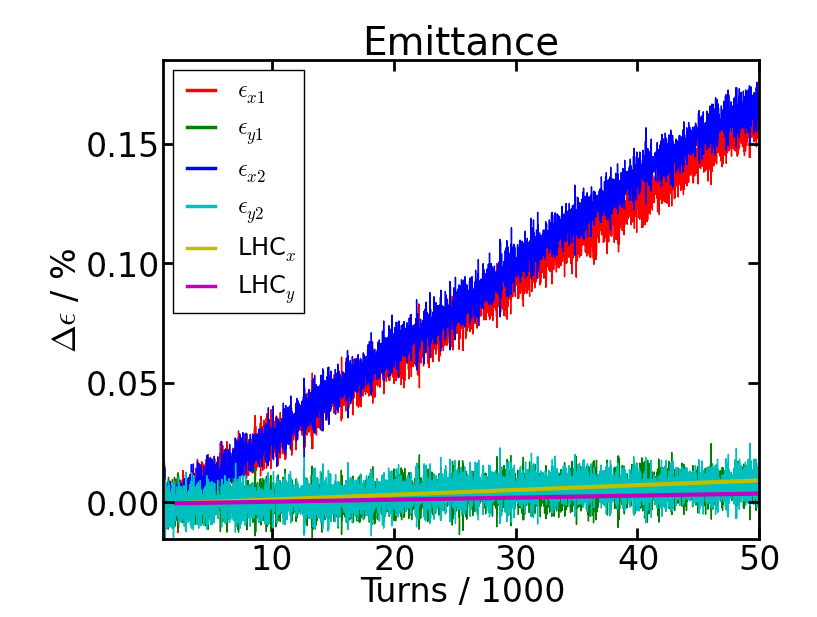 Emittance
ϵx1
ϵy1
ϵx2
ϵy2
LHCx
LHCy
Δϵ / %
0.15
0.10
0.05
0.00
10 20 30 40 50
Turns / 1000